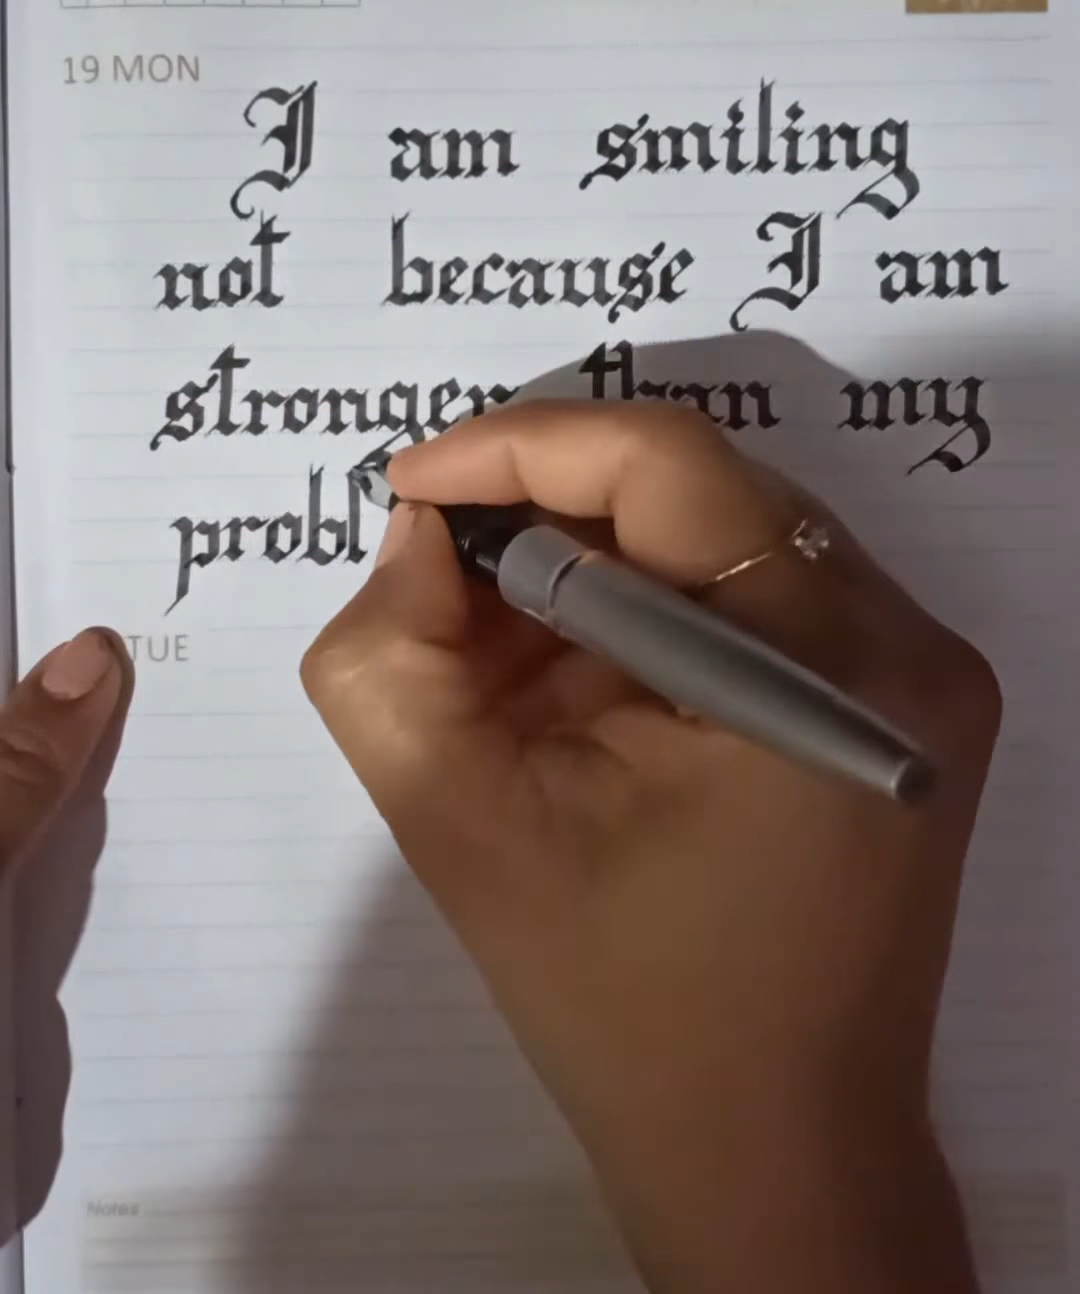 19 MON
I am smiling
not because I am
stronger than my
probl
TUE
Notes